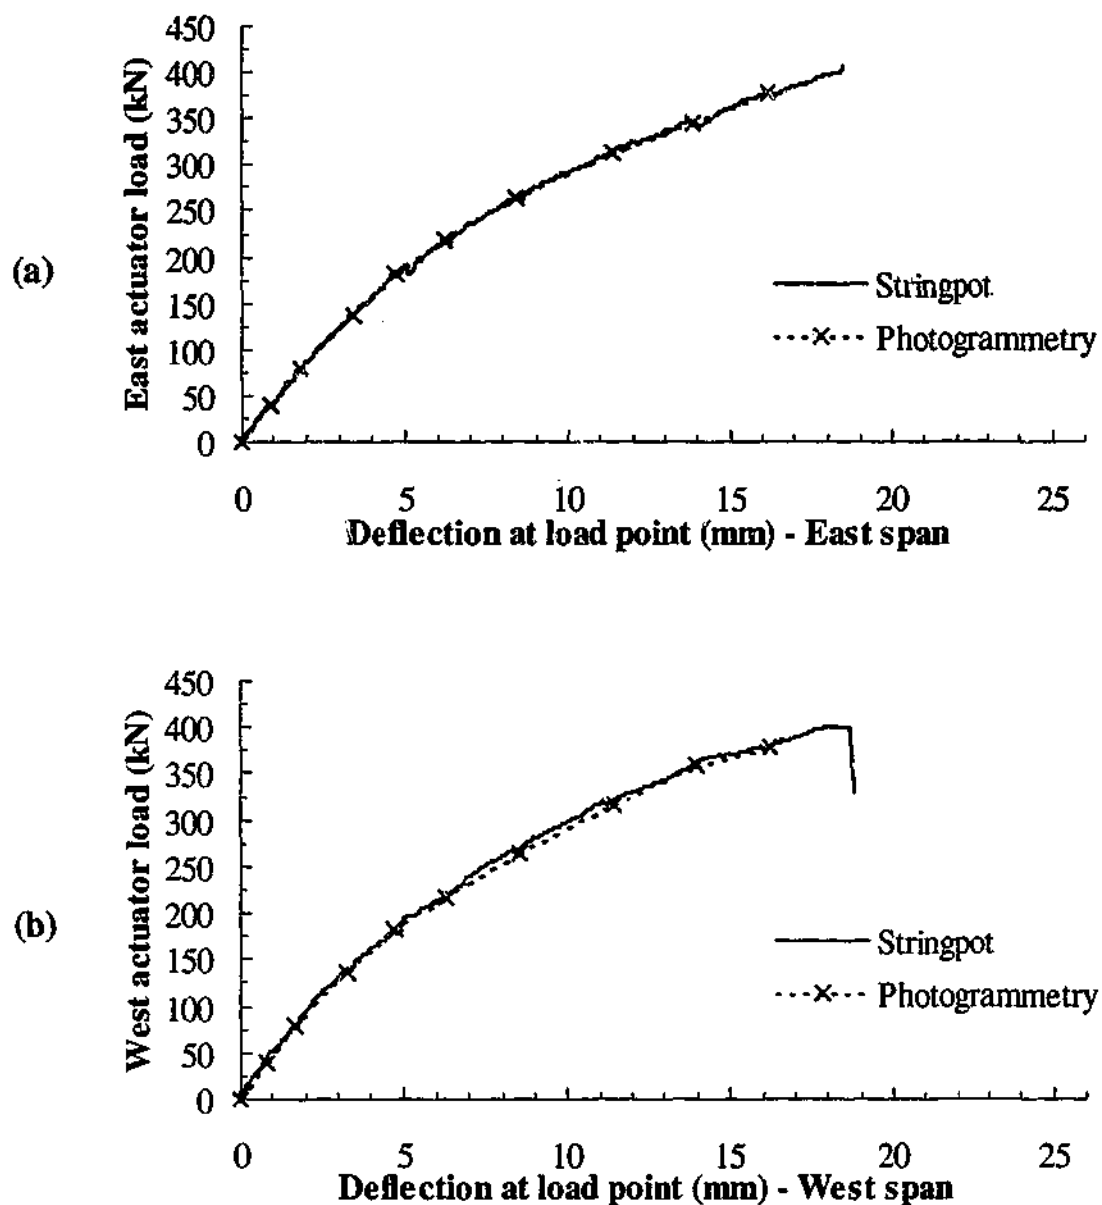 (a)
East actuator load (kN)
450
400
350
300
250
200
150
100
50
0
Stringpot
Photogrammetry
0 5 10 15 20 25
Deflection at load point (mm) - East span
(b)
West actuator load (kN)
450
400
350
300
250
200
150
100
50
0
Stringpot
Photogrammetry
0 5 10 15 20 25
Deflection at load point (mm) - West span